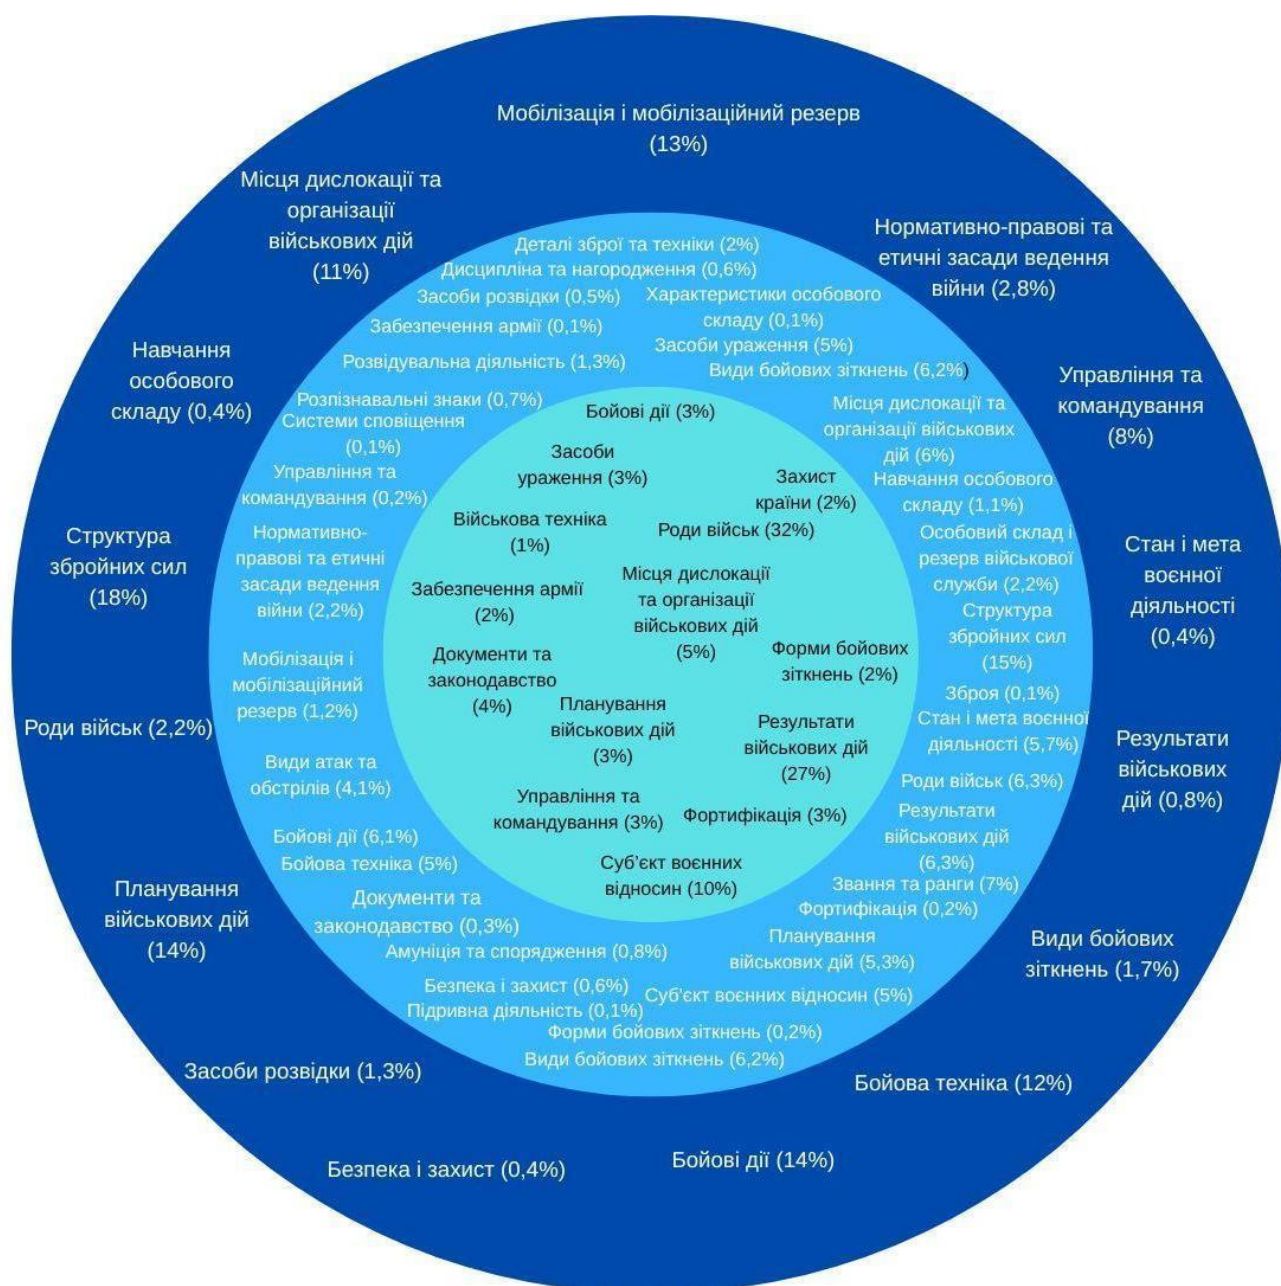 Мобілізація і мобілізаційний резерв
(13%)
Місця дислокації та
організації
військових дій
(11%)
Нормативно-правові та
етичні засади ведення
війни (2,8%)
Навчання
особового
складу (0,4%)
Управління та
командування
(8%)
Структура
збройних сил
(18%)
Стан і мета
воєнної
діяльності
(0,4%)
Роди військ (2,2%)
Результати
військових
дій (0,8%)
Планування
військових дій
(14%)
Види бойових
зіткнень (1,7%)
Засоби розвідки (1,3%)
Бойова техніка (12%)
Безпека і захист (0,4%)
Бойові дії (14%)
Деталі зброї та техніки (2%)
Дисципліна та нагородження (0,6%)
Засоби розвідки (0,5%)
Характеристики особового
складу (0,1%)
Забезпечення армії (0,1%)
Засоби ураження (5%)
Розвідувальна діяльність (1,3%)
Види бойових зіткнень (6,2%)
Розпізнавальні знаки (0,7%)
Системи сповіщення
(0,1%)
Місця дислокації та
організації військових
дій (6%)
Управління та
командування (0,2%)
Навчання особового
складу (1,1%)
Нормативно-
правові та етичні
засади ведення
війни (2,2%)
Особовий склад і
резерв військової
служби (2,2%)
Структура
збройних сил
(15%)
Мобілізація і
мобілізаційний
резерв (1,2%)
Зброя (0,1%)
Стан і мета воєнної
діяльності (5,7%)
Види атак та
обстрілів (4,1%)
Роди військ (6,3%)
Результати
військових дій
(6,3%)
Бойові дії (6,1%)
Бойова техніка (5%)
Звання та ранги (7%)
Фортифікація (0,2%)
Документи та
законодавство (0,3%)
Амуніція та спорядження (0,8%)
Планування
військових дій (5,3%)
Безпека і захист (0,6%)
Суб'єкт воєнних відносин (5%)
Підривна діяльність (0,1%)
Форми бойових зіткнень (0,2%)
Види бойових зіткнень (6,2%)
Бойові дії (3%)
Засоби
ураження (3%)
Захист
країни (2%)
Військова техніка
(1%)
Роди військ (32%)
Забезпечення армії
(2%)
Місця дислокації
та організації
військових дій
(5%)
Документи та
законодавство
(4%)
Форми бойових
зіткнень (2%)
Планування
військових дій
(3%)
Результати
військових дій
(27%)
Управління та
командування (3%)
Фортифікація (3%)
Суб'єкт воєнних
відносин (10%)